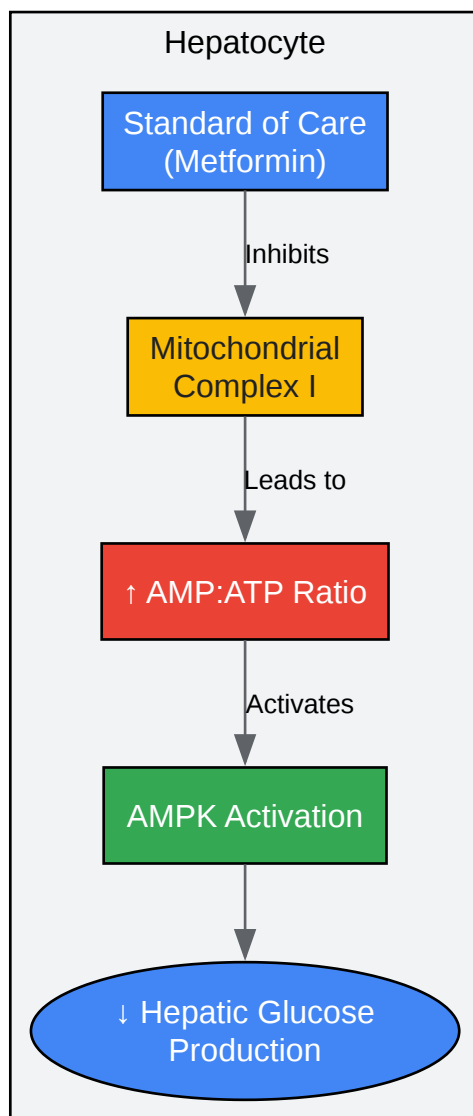 Hepatocyte
Standard of Care
(Metformin)
Inhibits
Mitochondrial
Complex I
Leads to
↑ AMP:ATP Ratio
Activates
AMPK Activation
↓ Hepatic Glucose
Production